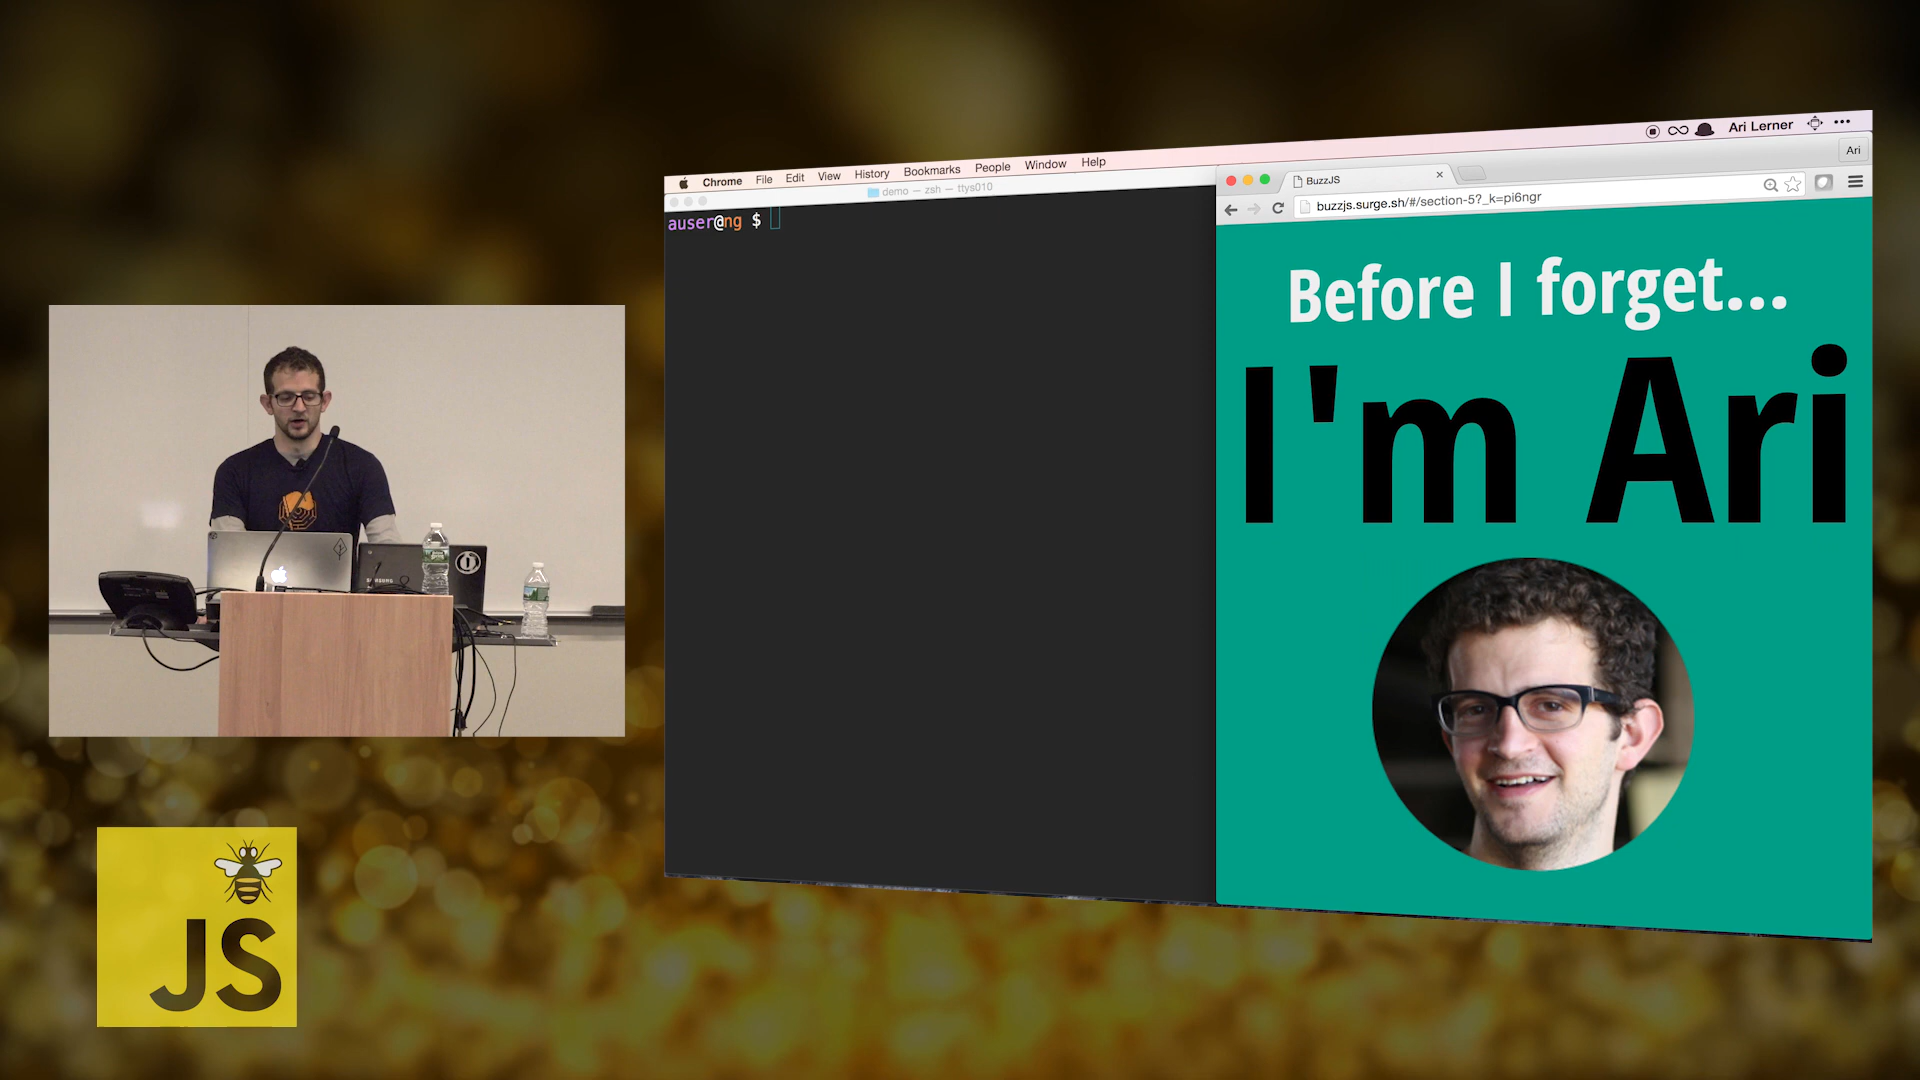 Chrome File Edit View History Bookmarks People Window Help Ari Lerner
demo — zsh — ttys010
auser@ng $
BuzzJS
Ari
buzzjs.surge.sh/#/section-5?_k=pi6ngr
Before I forget...
I'm Ari
SAMSUNG
JS